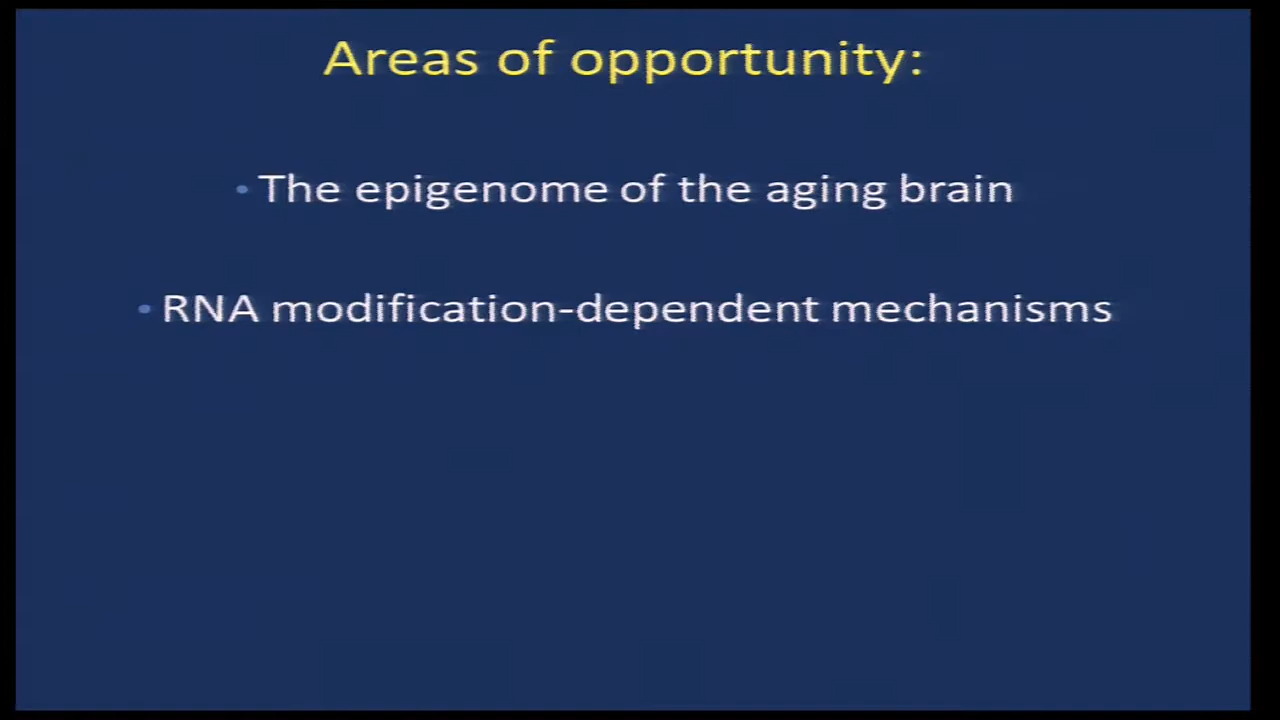 Areas of opportunity:
• The epigenome of the aging brain
• RNA modification-dependent mechanisms